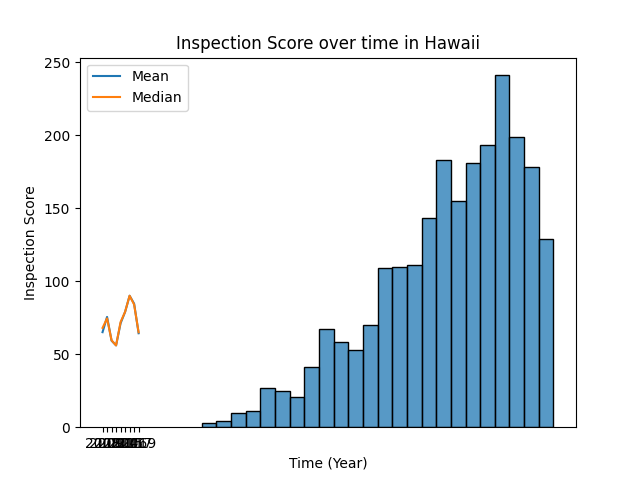 Inspection Score over time in Hawaii
Mean
Median
250
200
150
100
50
0
Inspection Score
Time (Year)